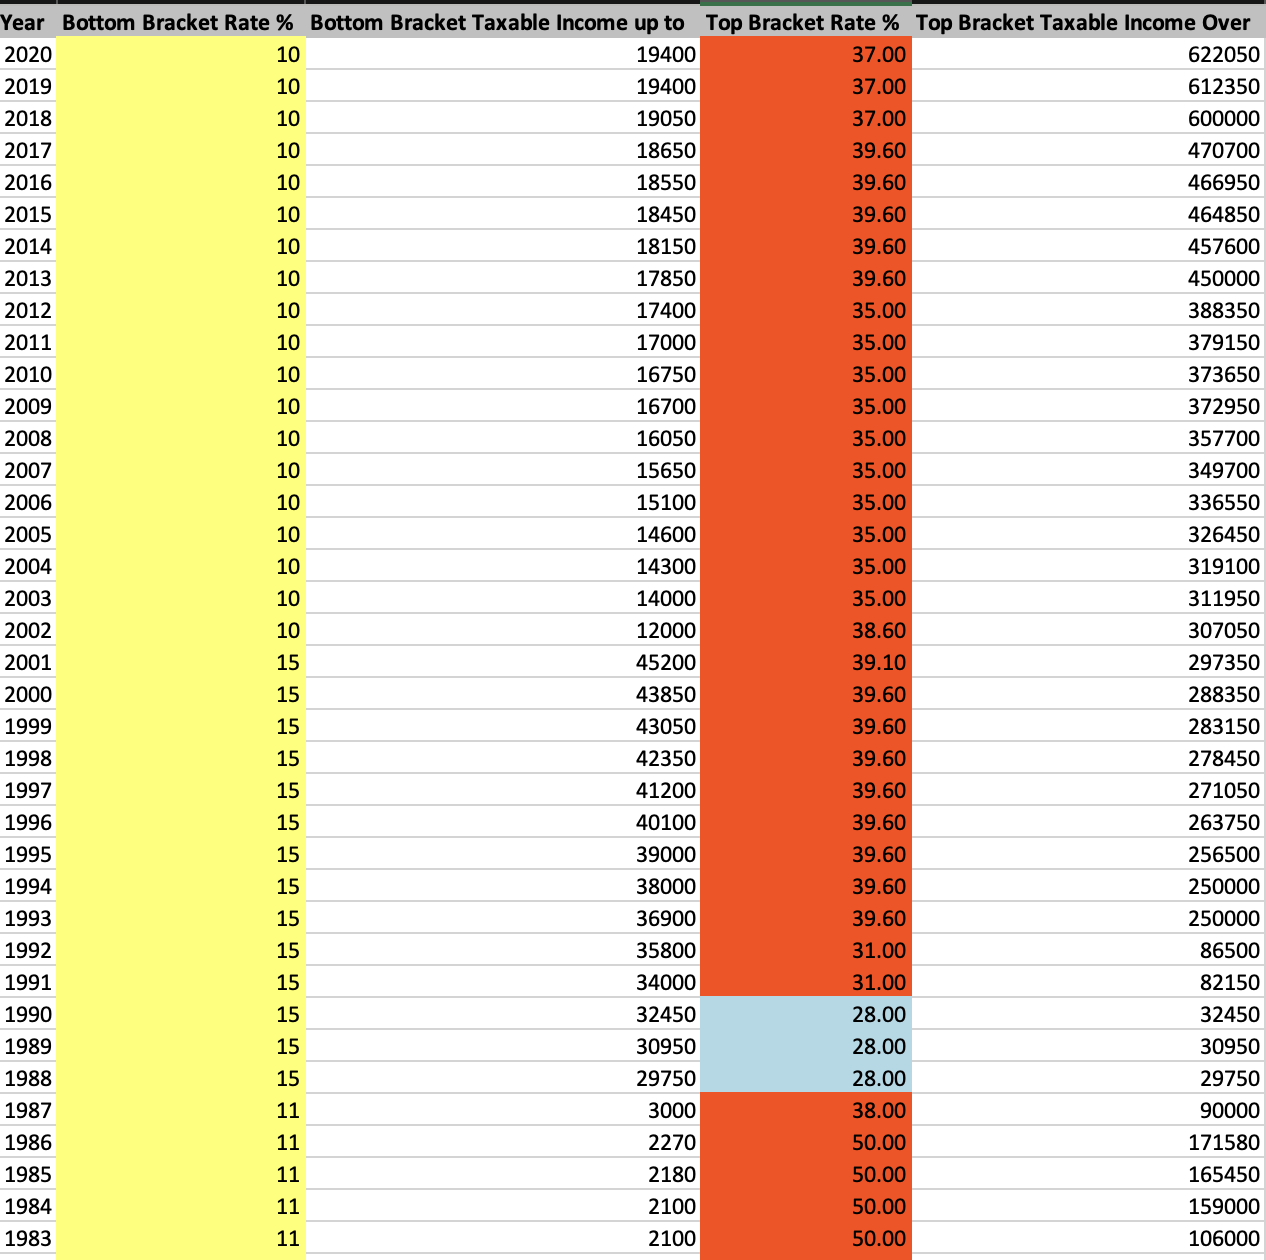 Year Bottom Bracket Rate % Bottom Bracket Taxable Income up to Top Bracket Rate % Top Bracket Taxable Income Over
2020 10 19400 37.00 622050
2019 10 19400 37.00 612350
2018 10 19050 37.00 600000
2017 10 18650 39.60 470700
2016 10 18550 39.60 466950
2015 10 18450 39.60 464850
2014 10 18150 39.60 457600
2013 10 17850 39.60 450000
2012 10 17400 35.00 388350
2011 10 17000 35.00 379150
2010 10 16750 35.00 373650
2009 10 16700 35.00 372950
2008 10 16050 35.00 357700
2007 10 15650 35.00 349700
2006 10 15100 35.00 336550
2005 10 14600 35.00 326450
2004 10 14300 35.00 319100
2003 10 14000 35.00 311950
2002 10 12000 38.60 307050
2001 15 45200 39.10 297350
2000 15 43850 39.60 288350
1999 15 43050 39.60 283150
1998 15 42350 39.60 278450
1997 15 41200 39.60 271050
1996 15 40100 39.60 263750
1995 15 39000 39.60 256500
1994 15 38000 39.60 250000
1993 15 36900 39.60 250000
1992 15 35800 31.00 86500
1991 15 34000 31.00 82150
1990 15 32450 28.00 32450
1989 15 30950 28.00 30950
1988 15 29750 28.00 29750
1987 11 3000 38.00 90000
1986 11 2270 50.00 171580
1985 11 2180 50.00 165450
1984 11 2100 50.00 159000
1983 11 2100 50.00 106000